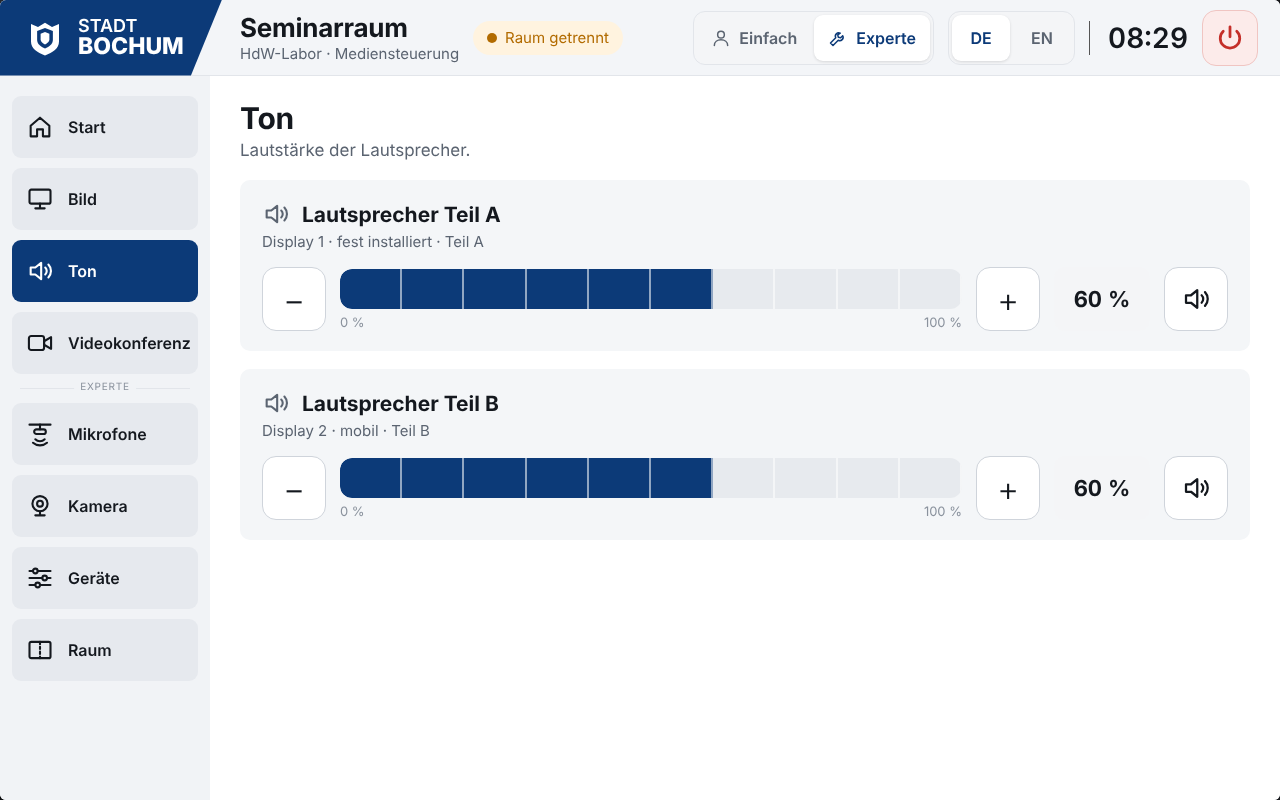 STADT
BOCHUM
Seminarraum
HdW-Labor · Mediensteuerung
Raum getrennt
Einfach
Experte
DE
EN
08:29
Start
Bild
Ton
Videokonferenz
EXPERTE
Mikrofone
Kamera
Geräte
Raum
Ton
Lautstärke der Lautsprecher.
Lautsprecher Teil A
Display 1 · fest installiert · Teil A
−
+
60 %
0 %
100 %
Lautsprecher Teil B
Display 2 · mobil · Teil B
−
+
60 %
0 %
100 %